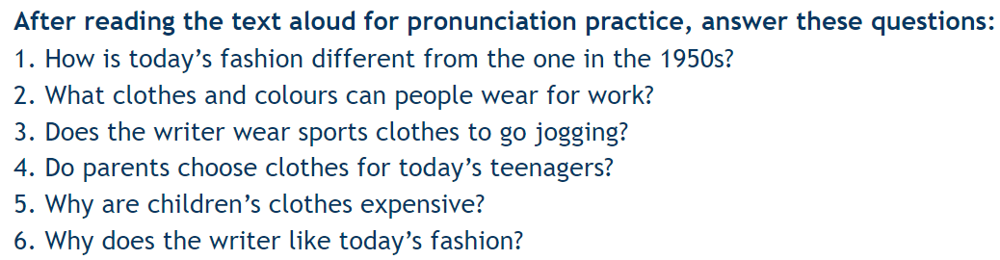 After reading the text aloud for pronunciation practice, answer these questions:
1. How is today’s fashion different from the one in the 1950s?
2. What clothes and colours can people wear for work?
3. Does the writer wear sports clothes to go jogging?
4. Do parents choose clothes for today’s teenagers?
5. Why are children’s clothes expensive?
6. Why does the writer like today’s fashion?